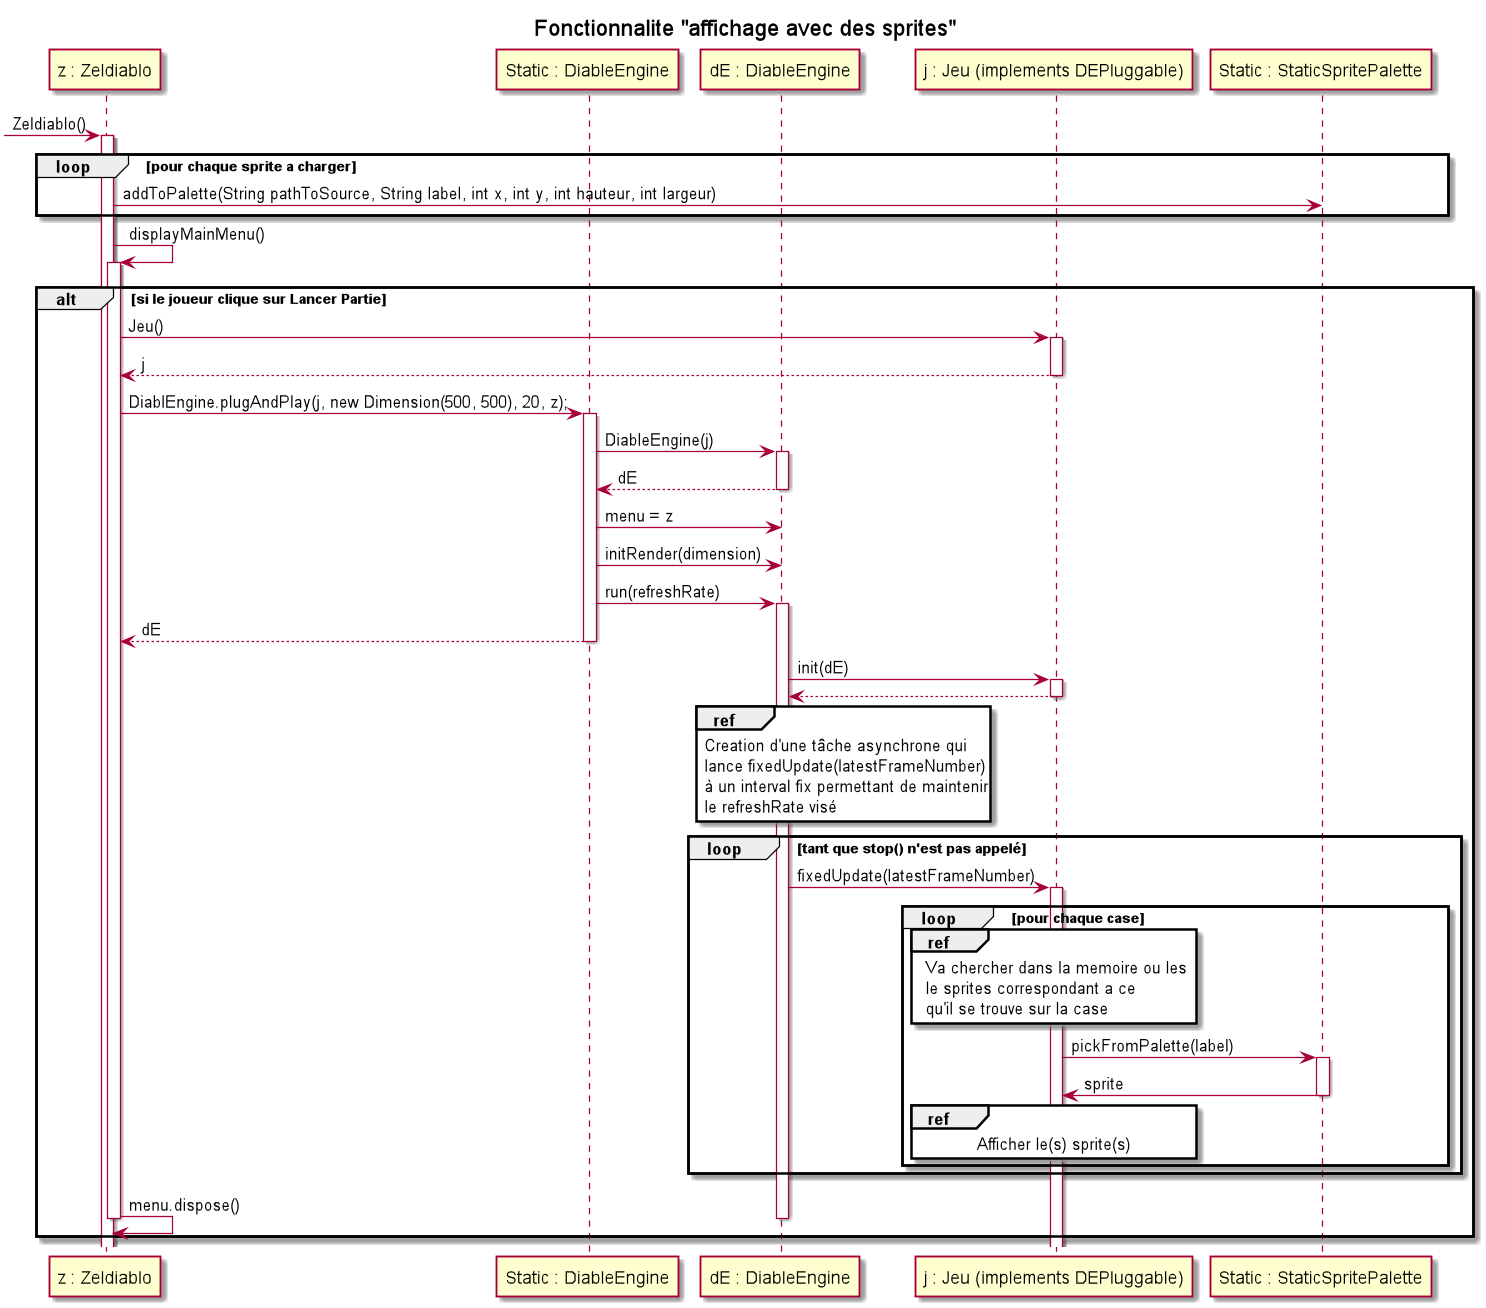 Fonctionnalite "affichage avec des sprites"
z : Zeldiablo
Static : DiableEngine
dE : DiableEngine
j : Jeu (implements DEPluggable)
Static : StaticSpritePalette
Zeldiablo()
loop [pour chaque sprite a charger]
addToPalette(String pathToSource, String label, int x, int y, int hauteur, int largeur)
displayMainMenu()
alt [si le joueur clique sur Lancer Partie]
Jeu()
j
DiablEngine.plugAndPlay(j, new Dimension(500, 500), 20, z);
DiableEngine(j)
dE
menu = z
initRender(dimension)
run(refreshRate)
dE
init(dE)
ref
Creation d'une tâche asynchrone qui
lance fixedUpdate(latestFrameNumber)
à un interval fix permettant de maintenir
le refreshRate visé
loop [tant que stop() n'est pas appelé]
fixedUpdate(latestFrameNumber)
loop [pour chaque case]
ref
Va chercher dans la memoire ou les
le sprites correspondant a ce
qu'il se trouve sur la case
pickFromPalette(label)
sprite
ref
Afficher le(s) sprite(s)
menu.dispose()
z : Zeldiablo
Static : DiableEngine
dE : DiableEngine
j : Jeu (implements DEPluggable)
Static : StaticSpritePalette